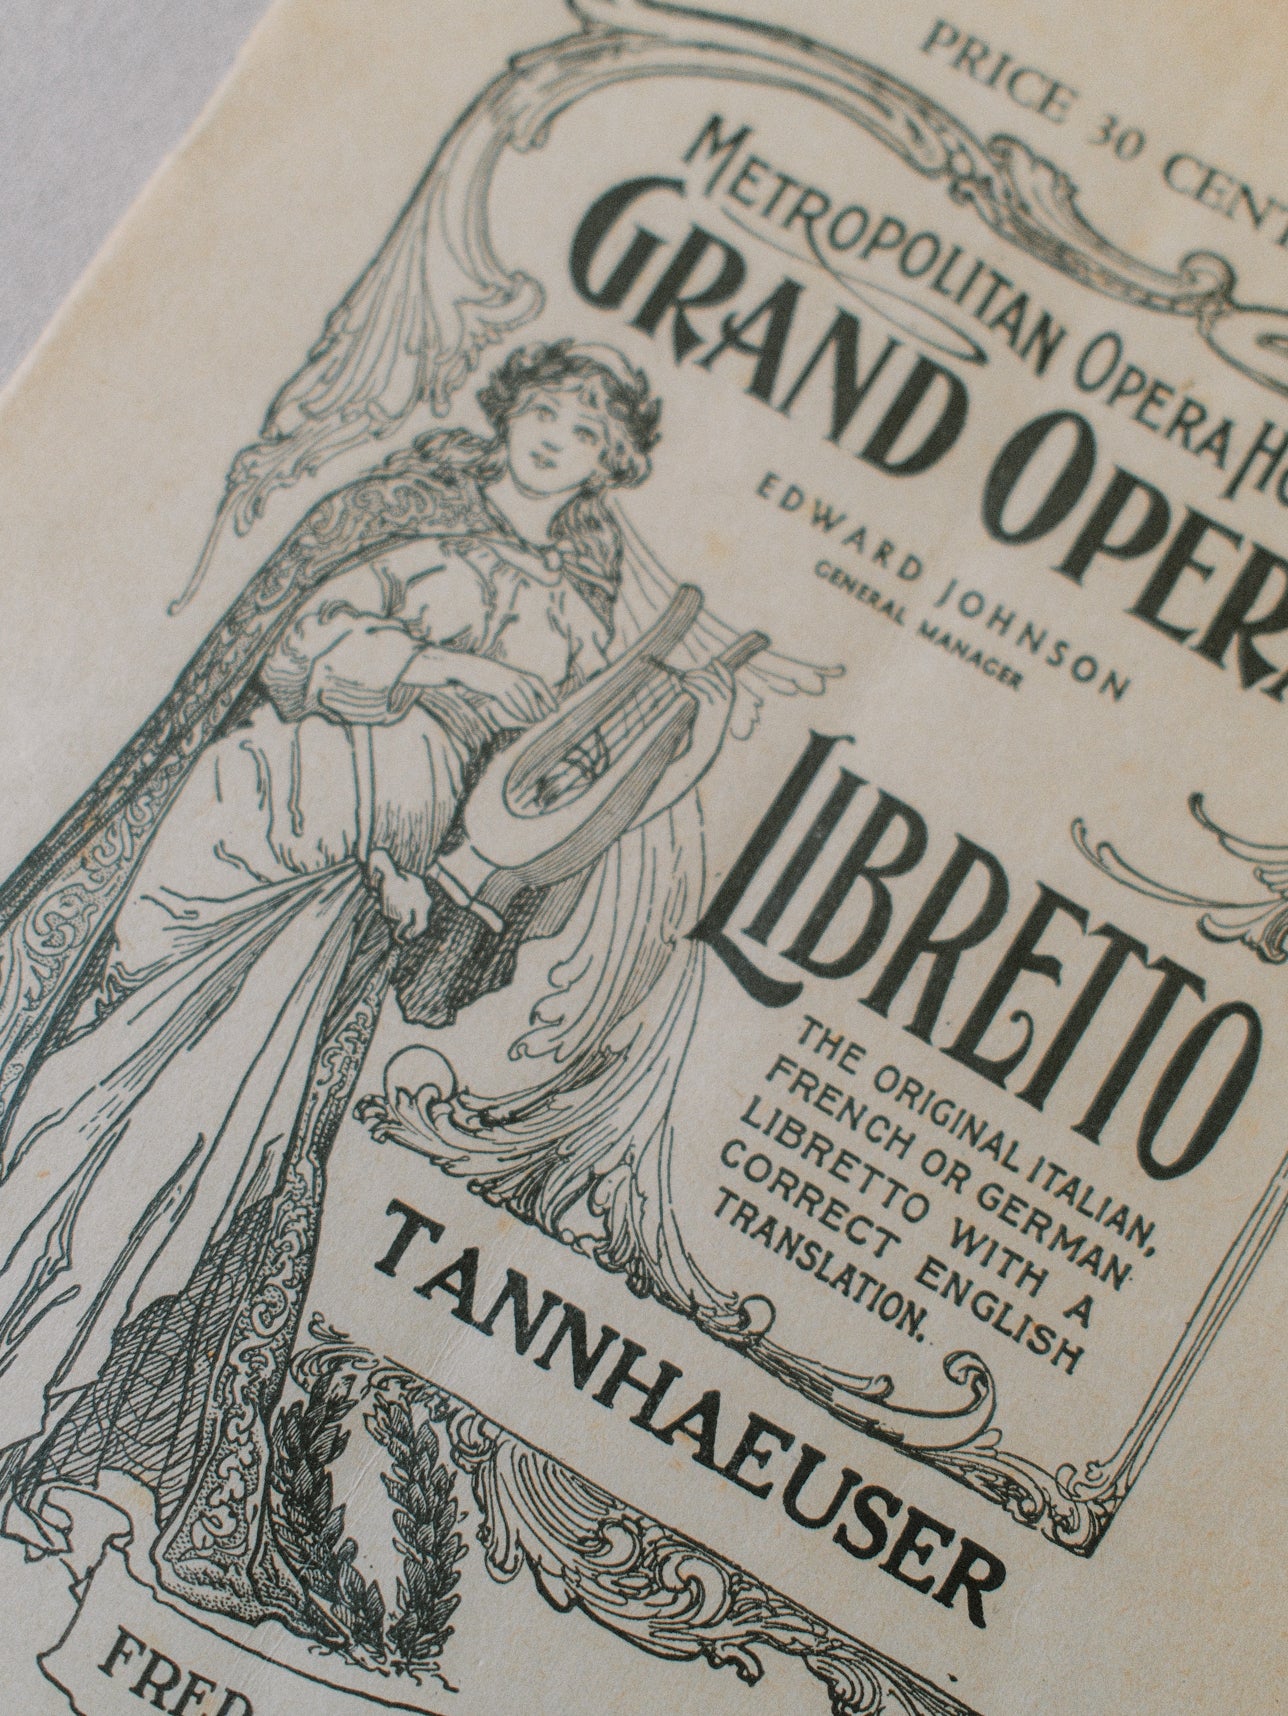 PRICE 30 CENT
METROPOLITAN OPERA HO
GRAND OPERA
EDWARD JOHNSON
GENERAL MANAGER
LIBRETTO
THE ORIGINAL ITALIAN,
FRENCH OR GERMAN
LIBRETTO WITH A
CORRECT ENGLISH
TRANSLATION.
TANNHAEUSER
FRED